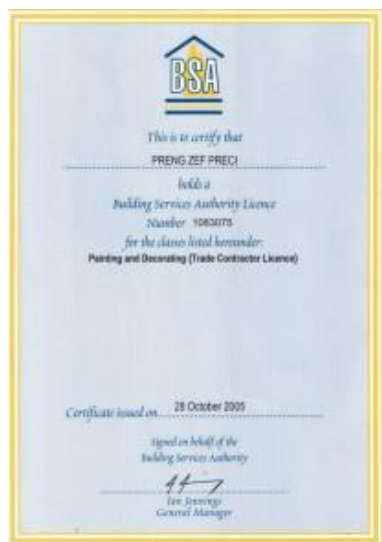 BSA
This is to certify that
PRENG ZEF PRECI
holds a
Building Services Authority Licence
Number 1083075
for the classes listed hereunder:
Painting and Decorating (Trade Contractor Licence)
Certificate issued on 28 October 2005
Signed on behalf of the
Building Services Authority
Ian Jennings
General Manager